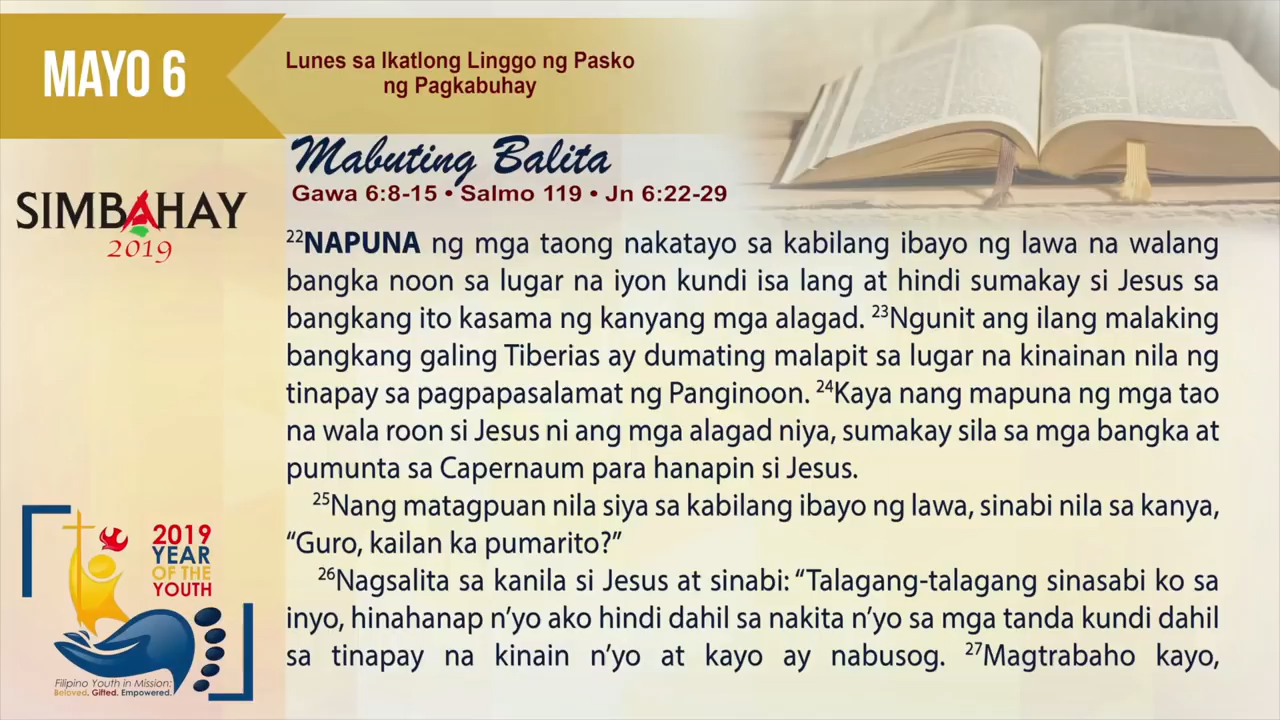 MAYO 6
Lunes sa Ikatlong Linggo ng Pasko
ng Pagkabuhay
Mabuting Balita
Gawa 6:8-15 • Salmo 119 • Jn 6:22-29
SIMBAHAY
2019
22NAPUNA ng mga taong nakatayo sa kabilang ibayo ng lawa na walang
bangka noon sa lugar na iyon kundi isa lang at hindi sumakay si Jesus sa
bangkang ito kasama ng kanyang mga alagad. 23Ngunit ang ilang malaking
bangkang galing Tiberias ay dumating malapit sa lugar na kinainan nila ng
tinapay sa pagpapasalamat ng Panginoon. 24Kaya nang mapuna ng mga tao
na wala roon si Jesus ni ang mga alagad niya, sumakay sila sa mga bangka at
pumunta sa Capernaum para hanapin si Jesus.
25Nang matagpuan nila siya sa kabilang ibayo ng lawa, sinabi nila sa kanya,
“Guro, kailan ka pumarito?”
26Nagsalita sa kanila si Jesus at sinabi: “Talagang-talagang sinasabi ko sa
inyo, hinahanap n’yo ako hindi dahil sa nakita n’yo sa mga tanda kundi dahil
sa tinapay na kinain n’yo at kayo ay nabusog. 27Magtrabaho kayo,
2019
YEAR
OF THE
YOUTH
Filipino Youth in Mission:
Beloved. Gifted. Empowered.